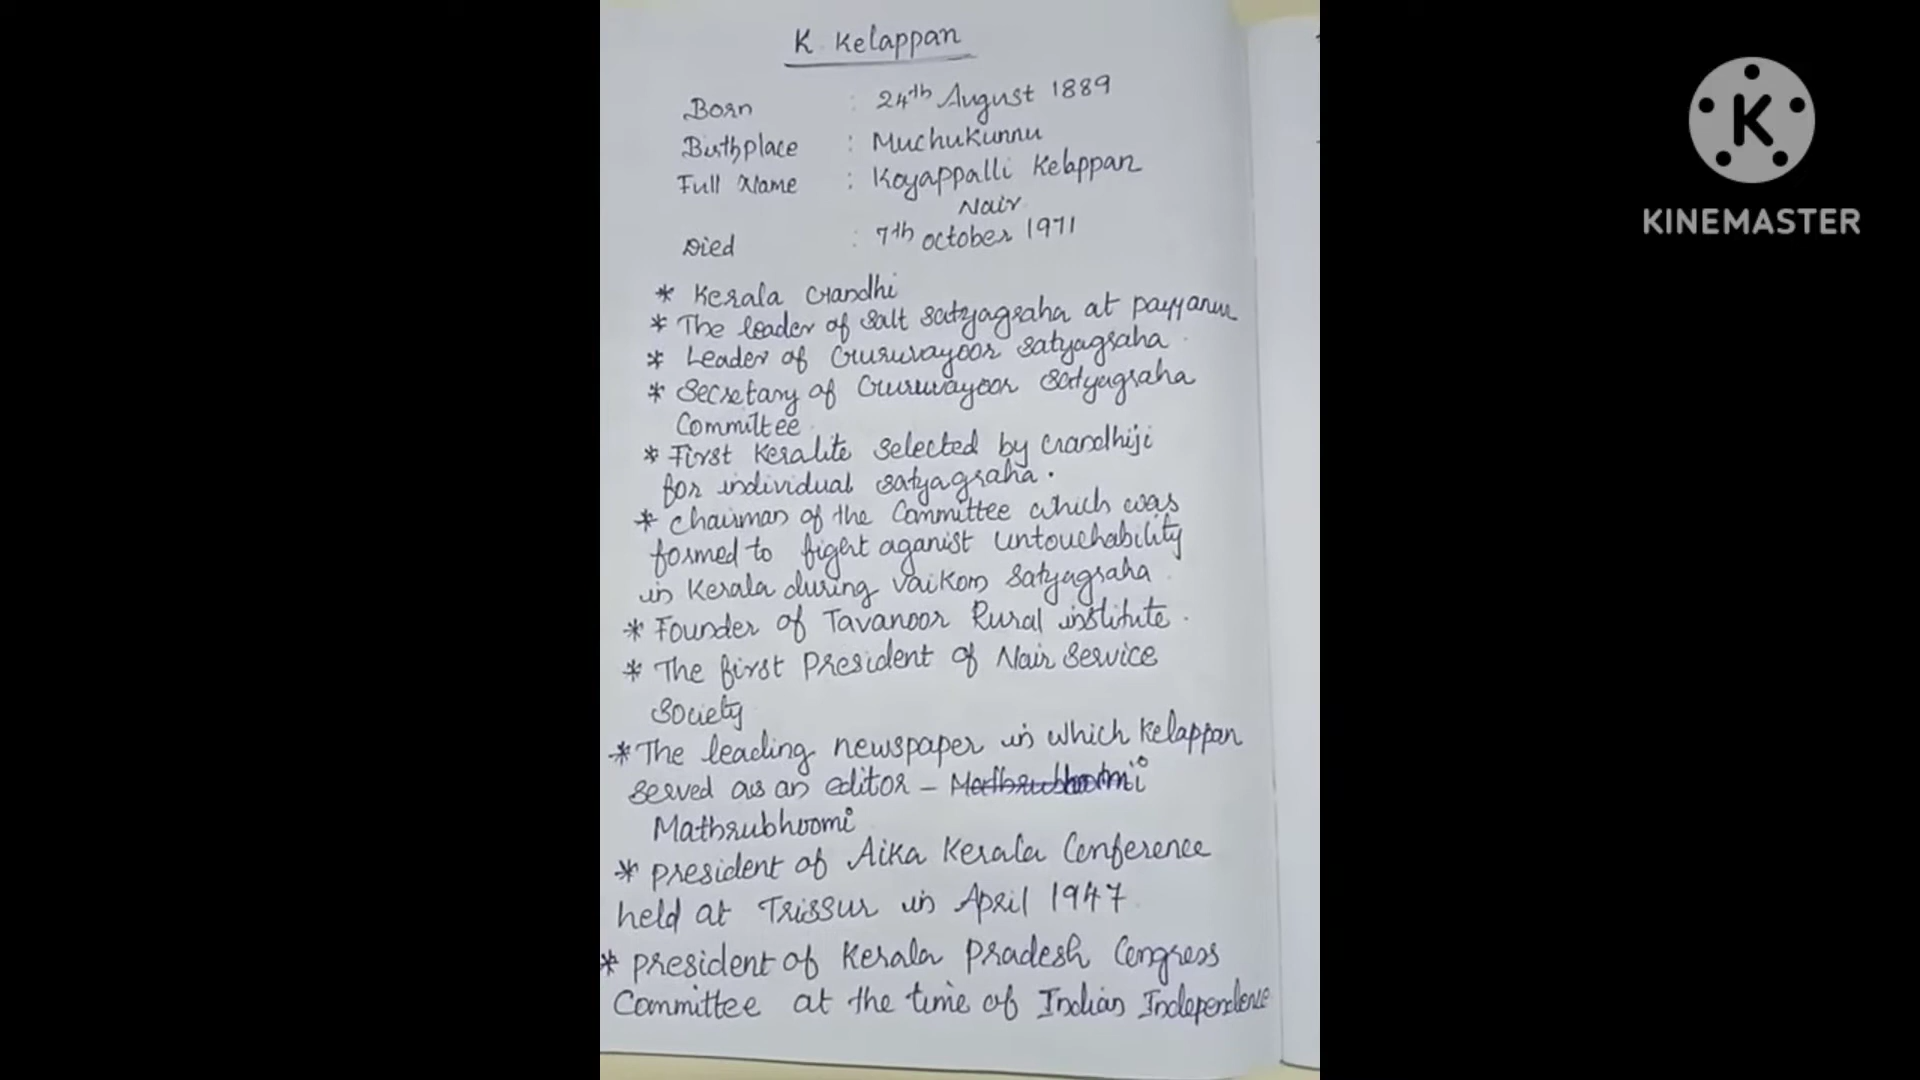 K Kelappan
Born : 24th August 1889
Birthplace : Muchukunnu
Full Name : Koyappalli Kelappan
Nair
Died : 7th october 1971
* Kerala Gandhi
* The leader of Salt Satyagraha at payyanur
* Leader of Guruvayoor Satyagraha
* Secretary of Guruvayoor Satyagraha
Committee
* First Keralite selected by Gandhiji
for individual satyagraha.
* Chairman of the Committee which was
formed to fight aganist untouchability
in Kerala during Vaikom Satyagraha
* Founder of Tavanoor Rural institute.
* The first President of Nair Service
Society
* The leading newspaper in which Kelappan
served as an editor - Mathrubhoomi
Mathrubhoomi
* president of Aika Kerala Conference
held at Trissur in April 1947
* president of Kerala Pradesh Congress
Committee at the time of Indian Independence
K
KINEMASTER